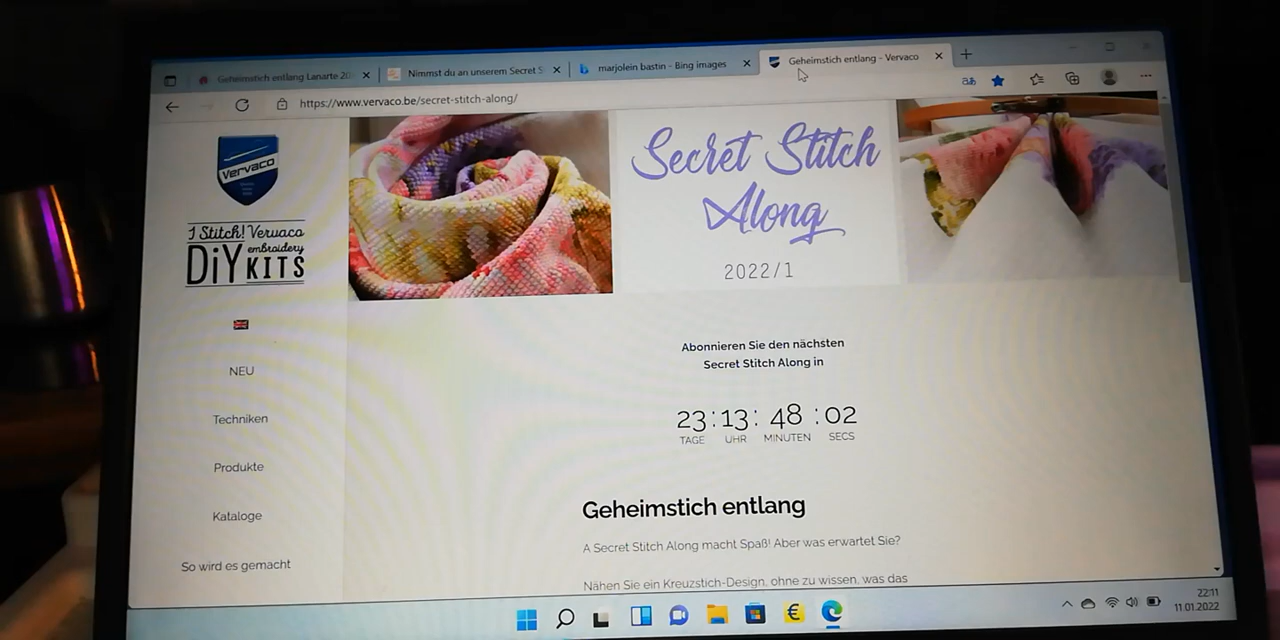 Geheimstich entlang Lanarte 20
Nimmst du an unserem Secret S
marjolein bastin - Bing images
Geheimstich entlang - Vervaco
https://www.vervaco.be/secret-stitch-along/
Vervaco
1 Stitch! Vervaco
DiY embroidery
KITS
Secret Stitch
Along
2022/1
NEU
Techniken
Produkte
Kataloge
So wird es gemacht
Abonnieren Sie den nächsten
Secret Stitch Along in
23 : 13 : 48 : 02
TAGE UHR MINUTEN SECS
Geheimstich entlang
A Secret Stitch Along macht Spaß! Aber was erwartet Sie?
Nähen Sie ein Kreuzstich-Design, ohne zu wissen, was das
22:11
11.01.2022